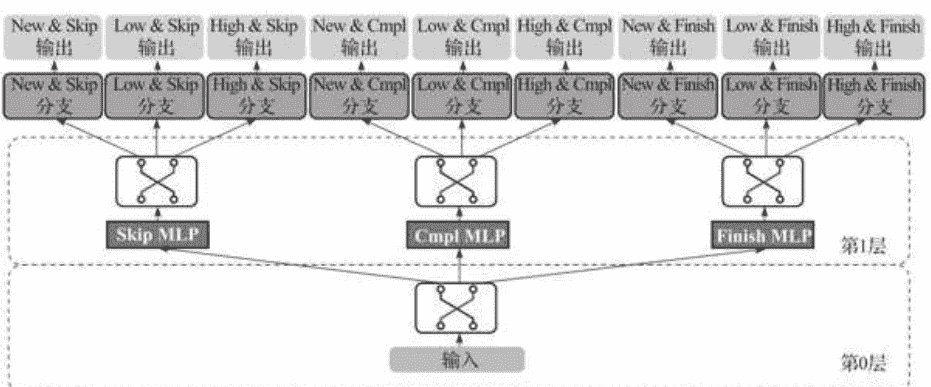 New & Skip Low & Skip High & Skip New & Cmpl Low & Cmpl High & Cmpl New & Finish Low & Finish High & Finish
输出 输出 输出 输出 输出 输出 输出 输出 输出
New & Skip Low & Skip High & Skip New & Cmpl Low & Cmpl High & Cmpl New & Finish Low & Finish High & Finish
分支 分支 分支 分支 分支 分支 分支 分支 分支
Skip MLP Cmpl MLP Finish MLP
第1层
输入
第0层